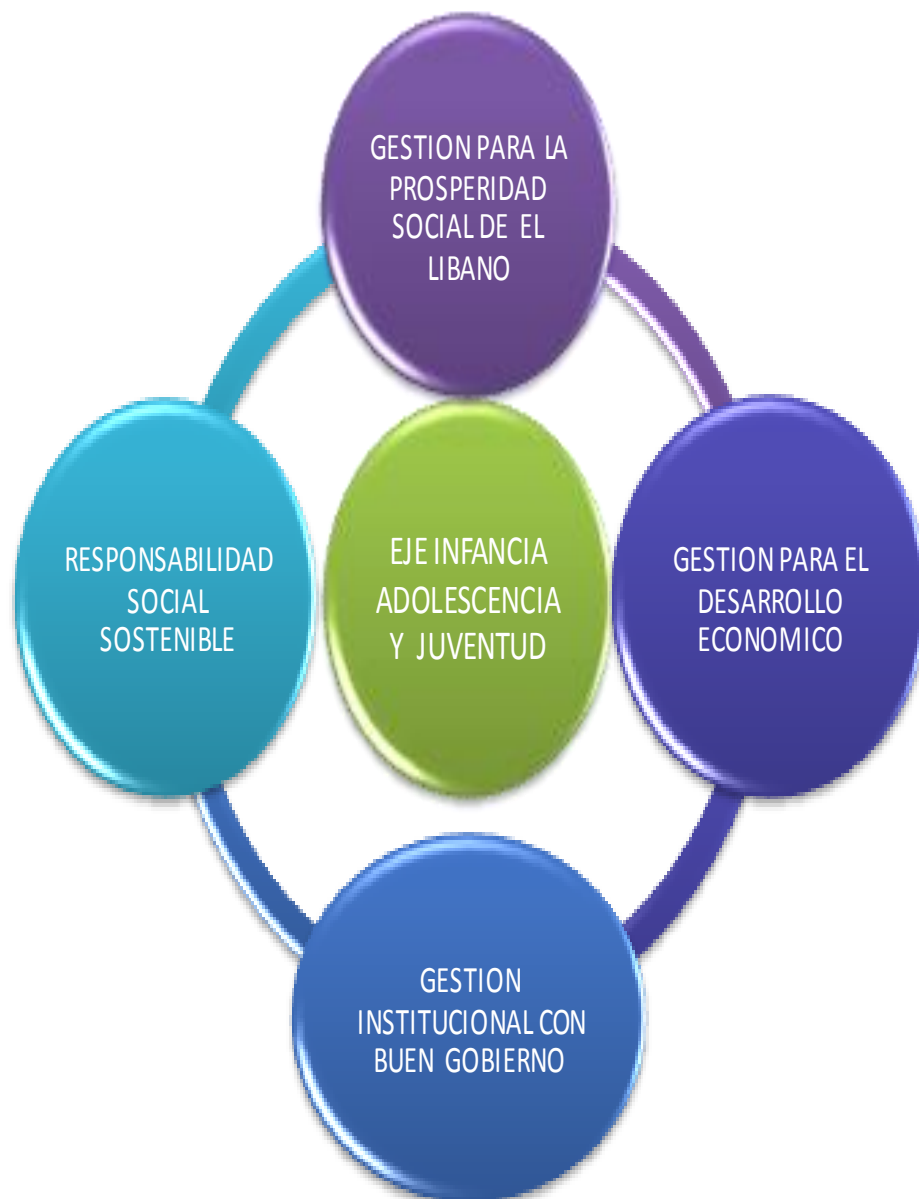 GESTION PARA LA
PROSPERIDAD
SOCIAL DE EL
LIBANO
RESPONSABILIDAD
SOCIAL
SOSTENIBLE
EJE INFANCIA
ADOLESCENCIA
Y JUVENTUD
GESTION PARA EL
DESARROLLO
ECONOMICO
GESTION
INSTITUCIONAL CON
BUEN GOBIERNO